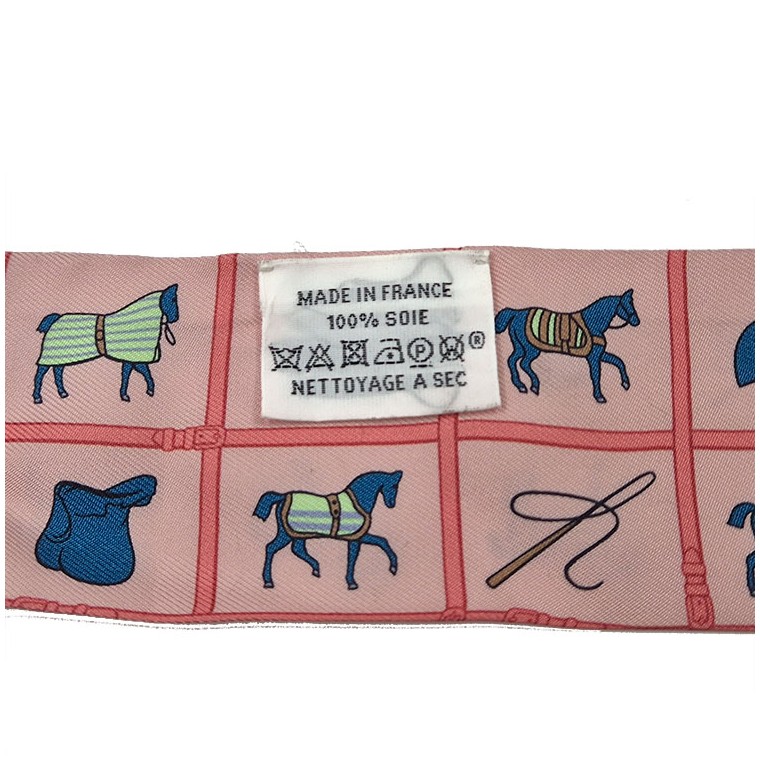 MADE IN FRANCE
100% SOIE
®
NETTOYAGE A SEC